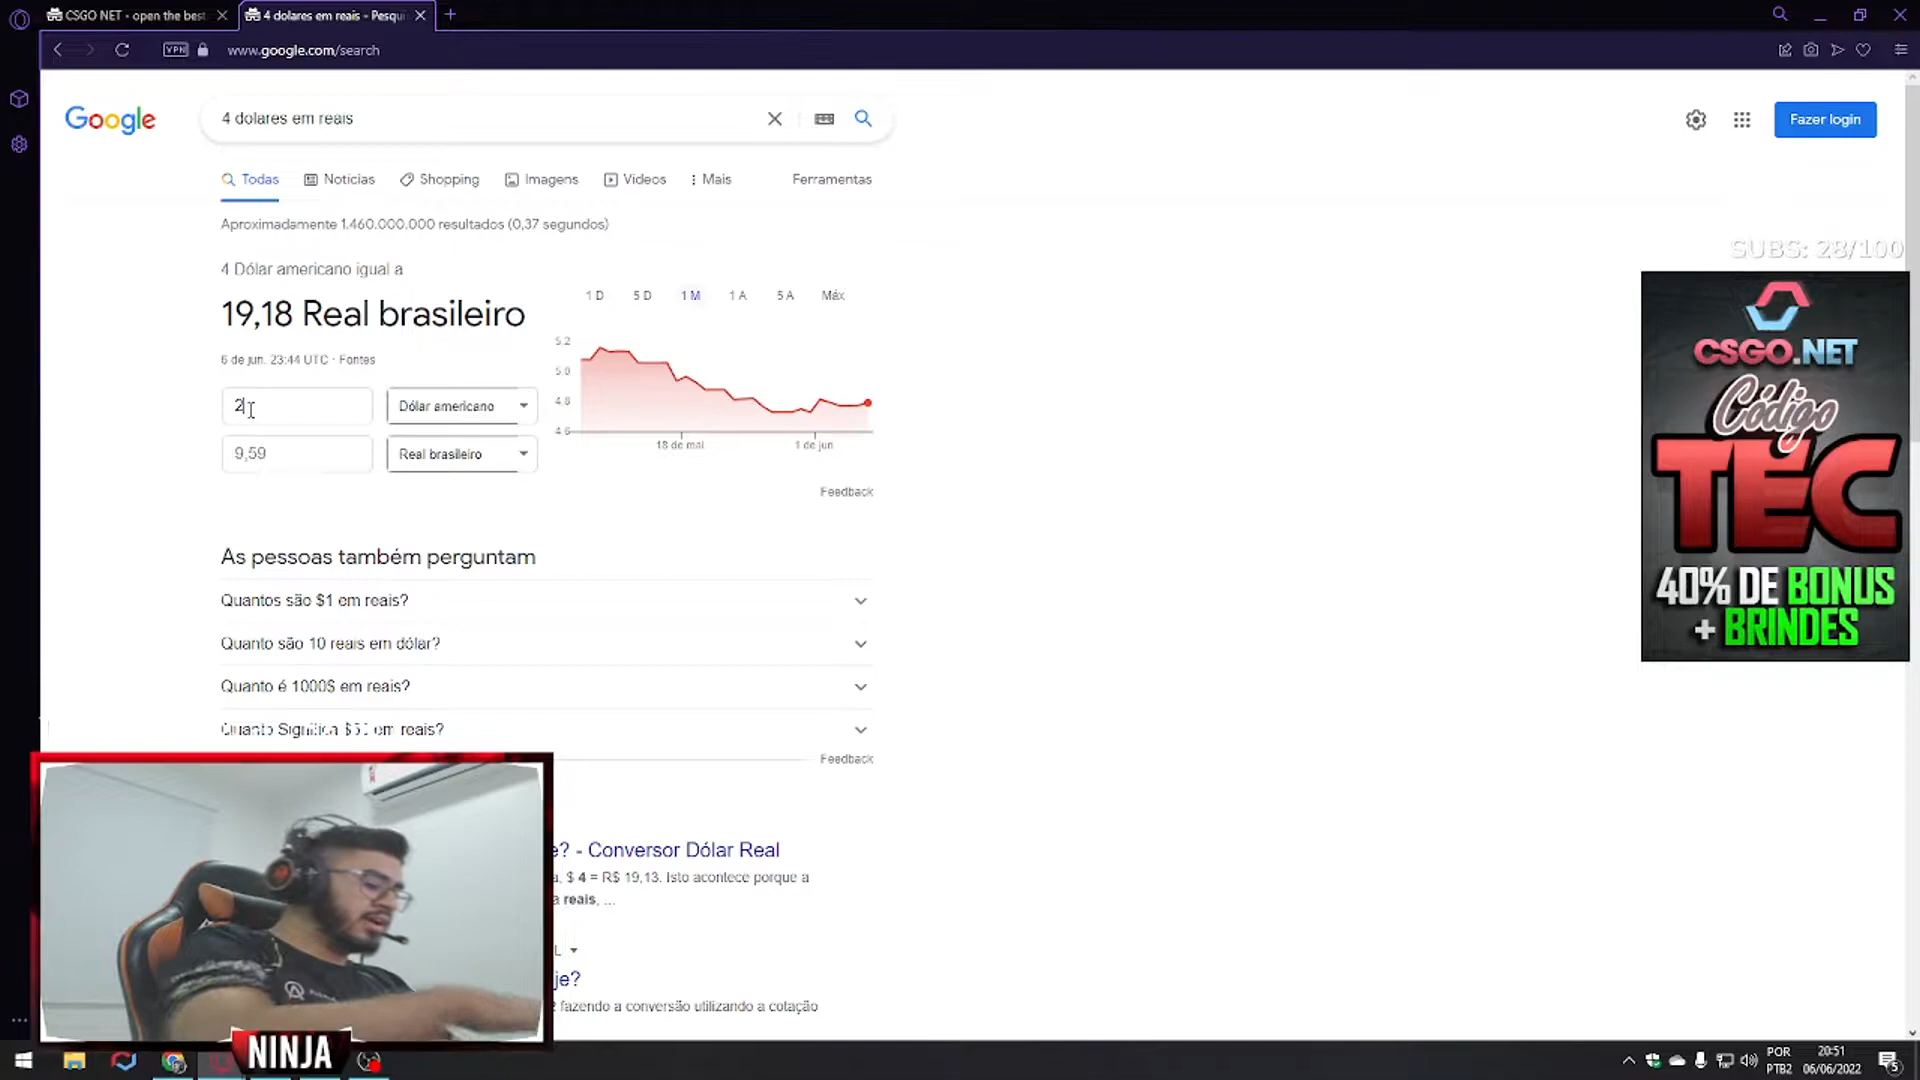 CSGO NET - open the best
4 dolares em reais - Pesqui
VPN
www.google.com/search
Google
4 dolares em reais
Fazer login
Todas
Notícias
Shopping
Imagens
Vídeos
Mais
Ferramentas
Aproximadamente 1.460.000.000 resultados (0,37 segundos)
SUBS: 28/100
4 Dólar americano igual a
19,18 Real brasileiro
6 de jun. 23:44 UTC · Fontes
1 D
5 D
1 M
1 A
5 A
Máx
5.2
5.0
4.8
4.6
18 de mai.
1 de jun.
2
Dólar americano
9,59
Real brasileiro
Feedback
CSGO.NET
Código
TEC
40% DE BONUS
+ BRINDES
As pessoas também perguntam
Quantos são $1 em reais?
Quanto são 10 reais em dólar?
Quanto é 1000$ em reais?
Quanto Significa em reais?
Feedback
e? - Conversor Dólar Real
a, $ 4 = R$ 19,13. Isto acontece porque a
a reais, ...
L
je?
fazendo a conversão utilizando a cotação
NINJA
POR
PTB2
20:51
06/06/2022
5